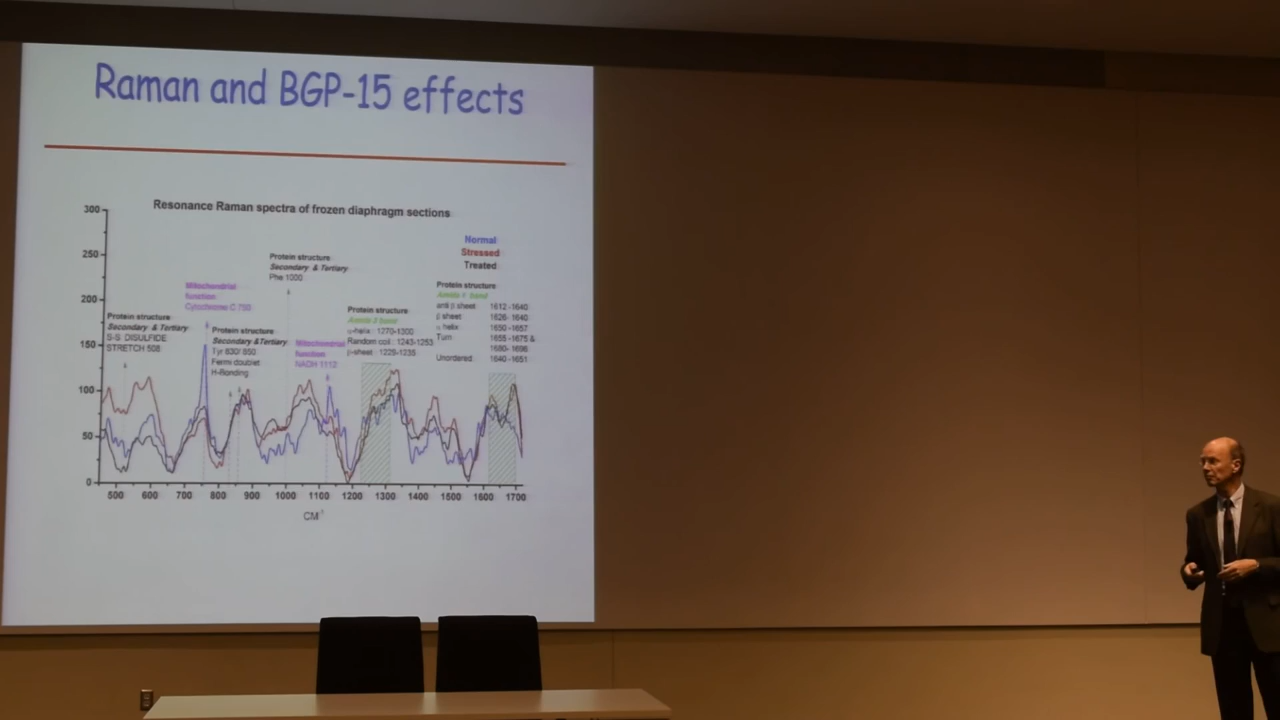 Raman and BGP-15 effects
Resonance Raman spectra of frozen diaphragm sections
300
250
200
150
100
50
0
Normal
Stressed
Treated
Protein structure
Secondary & Tertiary
Phe 1000
Mitochondrial
function
Cytochrome C 750
Protein structure
Secondary & Tertiary
S-S DISULFIDE
STRETCH 508
Protein structure
Secondary &Tertiary
Tyr 830/ 850
Fermi doublet
H-Bonding
Mitochondrial
function
NADH 1112
Protein structure
Amide 3 band
α-helix : 1270-1300
Random coil : 1243-1253
β-sheet : 1229-1235
Protein structure
Amide 1 band
anti β sheet 1612 -1640
β sheet 1626- 1640
α helix 1650 -1657
Turn 1655 -1675 &
1680- 1696
Unordered: 1640 -1651
500 600 700 800 900 1000 1100 1200 1300 1400 1500 1600 1700